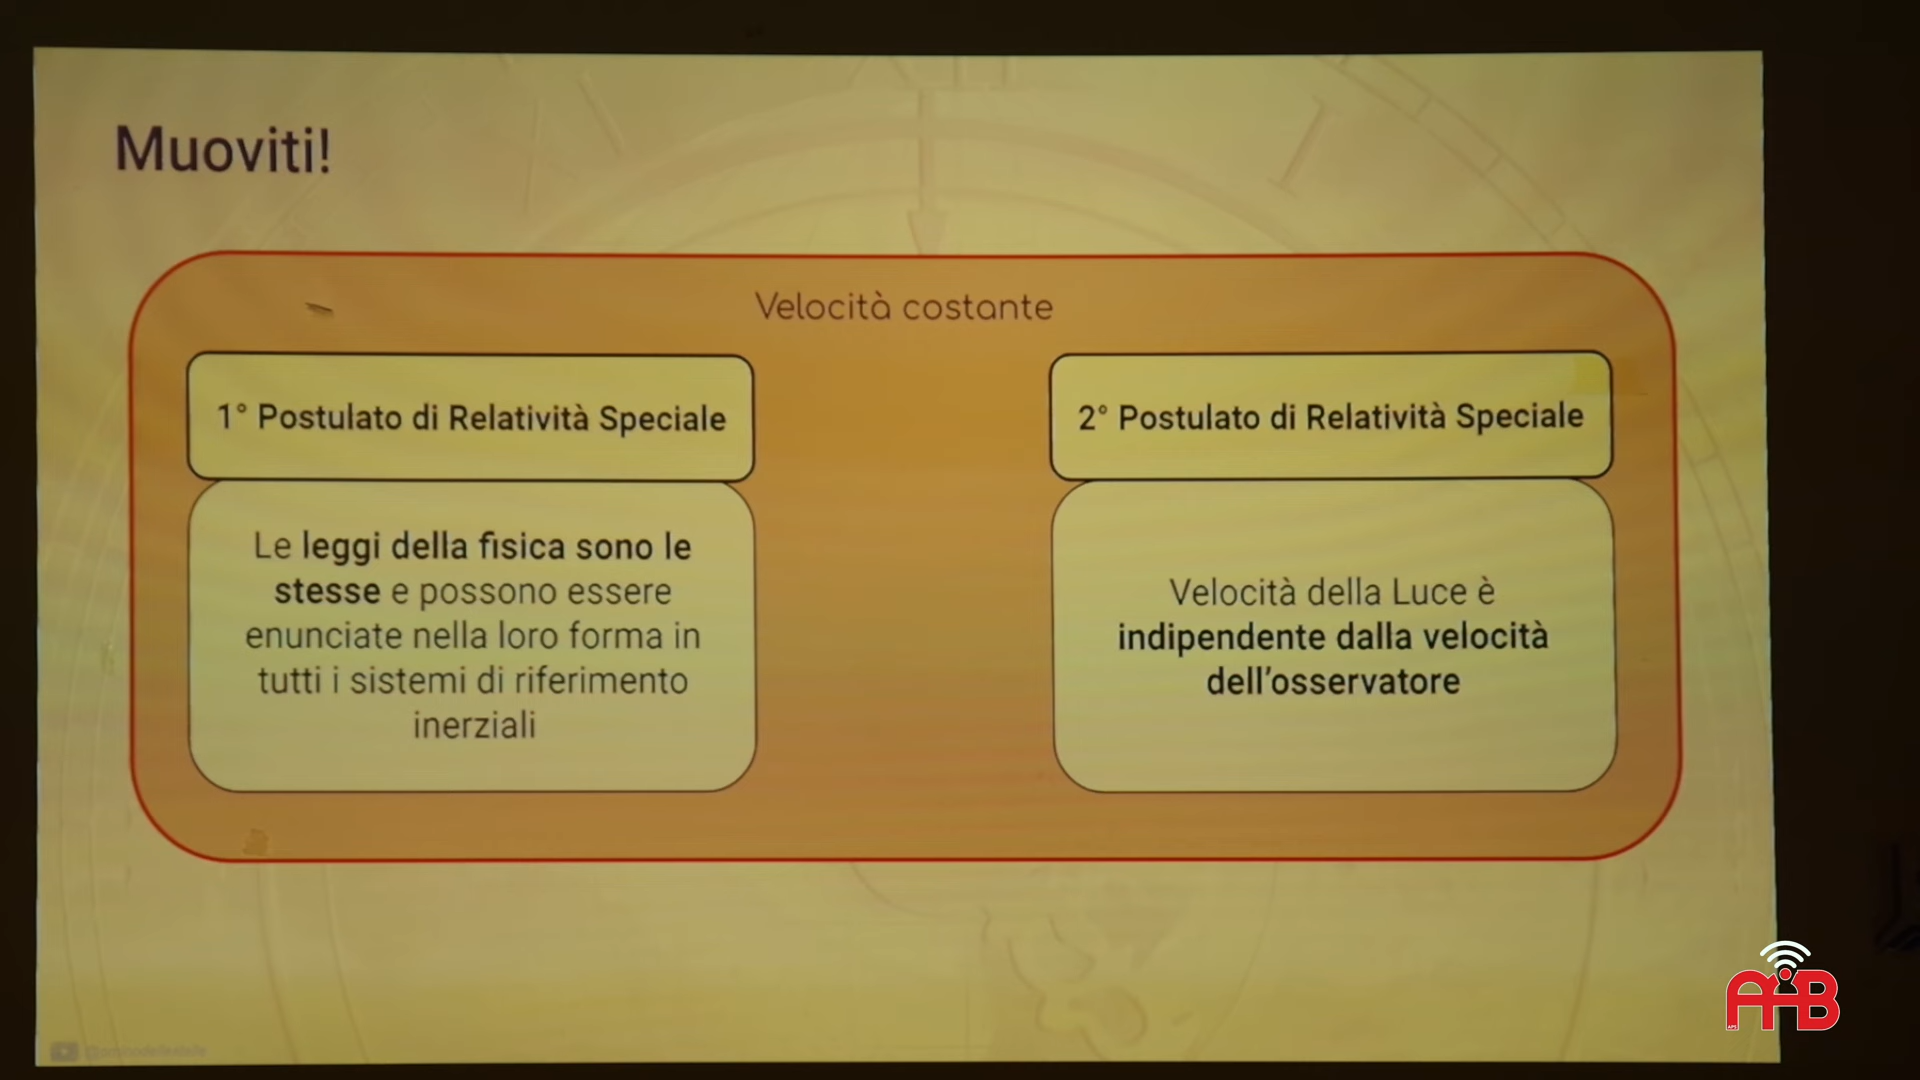 Muoviti!
Velocità costante
1° Postulato di Relatività Speciale
Le leggi della fisica sono le
stesse e possono essere
enunciate nella loro forma in
tutti i sistemi di riferimento
inerziali
2° Postulato di Relatività Speciale
Velocità della Luce è
indipendente dalla velocità
dell'osservatore
AAB
APS